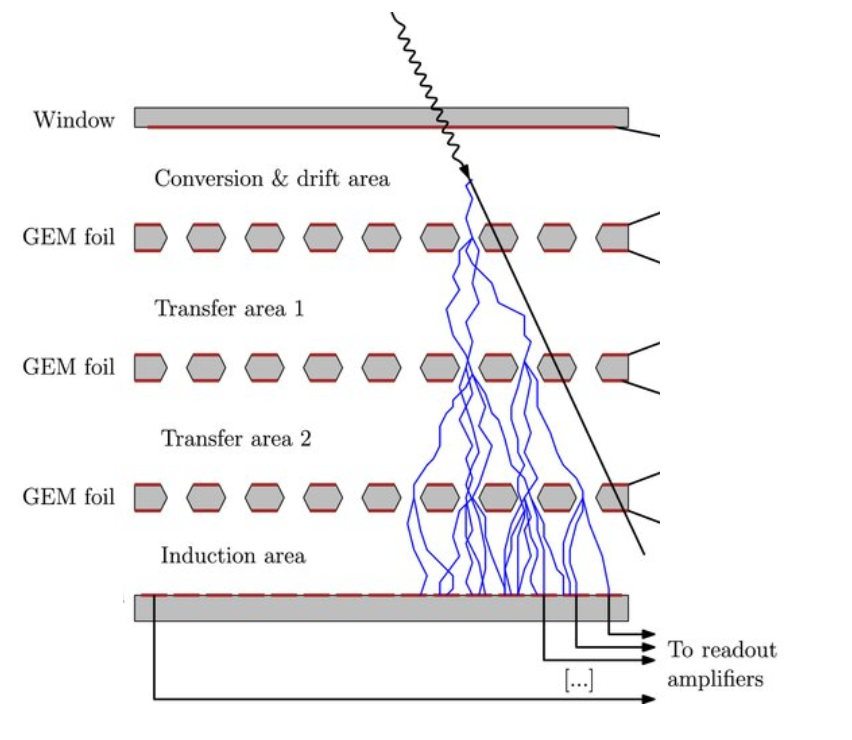 Window
Conversion & drift area
GEM foil
Transfer area 1
GEM foil
Transfer area 2
GEM foil
Induction area
To readout
amplifiers
[...]